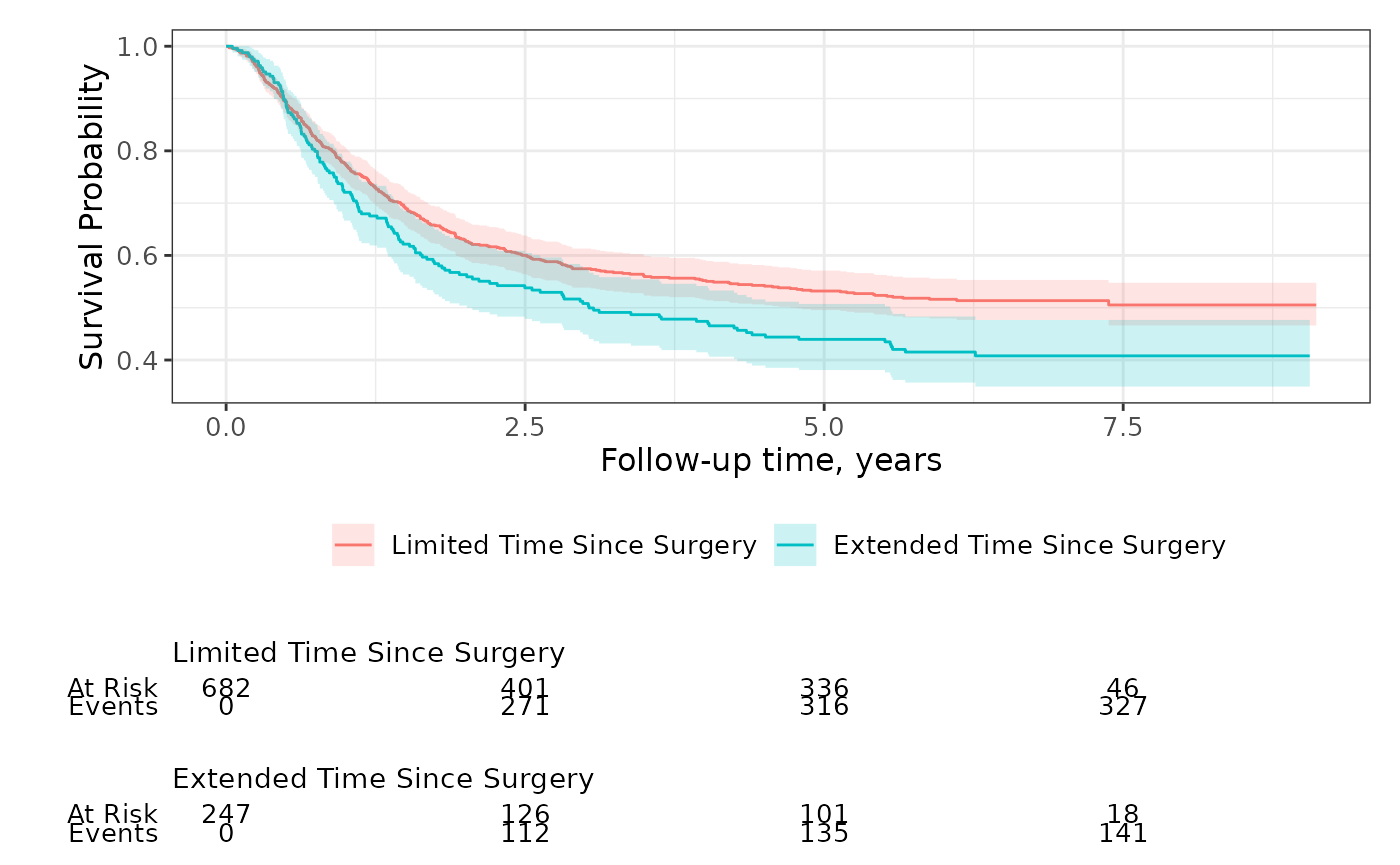 1.0
0.8
0.6
0.4
Survival Probability
0.0 2.5 5.0 7.5
Follow-up time, years
Limited Time Since Surgery Extended Time Since Surgery
Limited Time Since Surgery
At Risk 682 401 336 46
Events 0 271 316 327
Extended Time Since Surgery
At Risk 247 126 101 18
Events 0 112 135 141